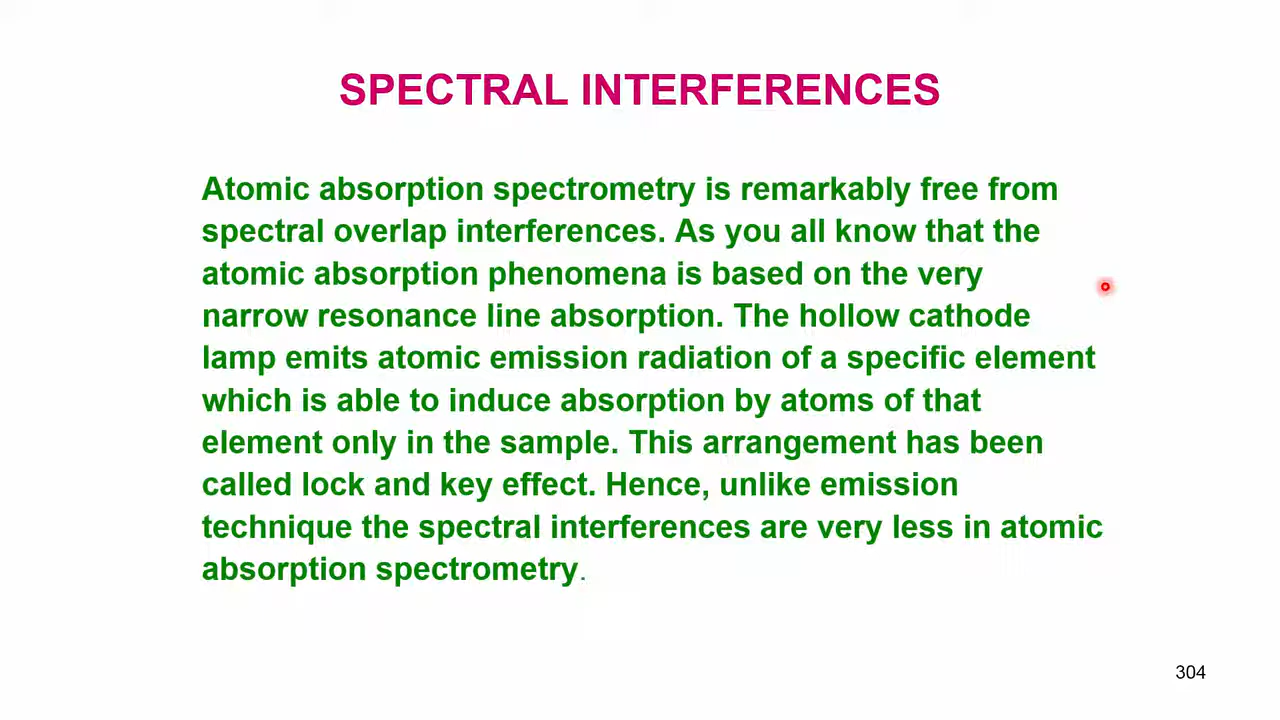 SPECTRAL INTERFERENCES
Atomic absorption spectrometry is remarkably free from
spectral overlap interferences. As you all know that the
atomic absorption phenomena is based on the very
narrow resonance line absorption. The hollow cathode
lamp emits atomic emission radiation of a specific element
which is able to induce absorption by atoms of that
element only in the sample. This arrangement has been
called lock and key effect. Hence, unlike emission
technique the spectral interferences are very less in atomic
absorption spectrometry.
304